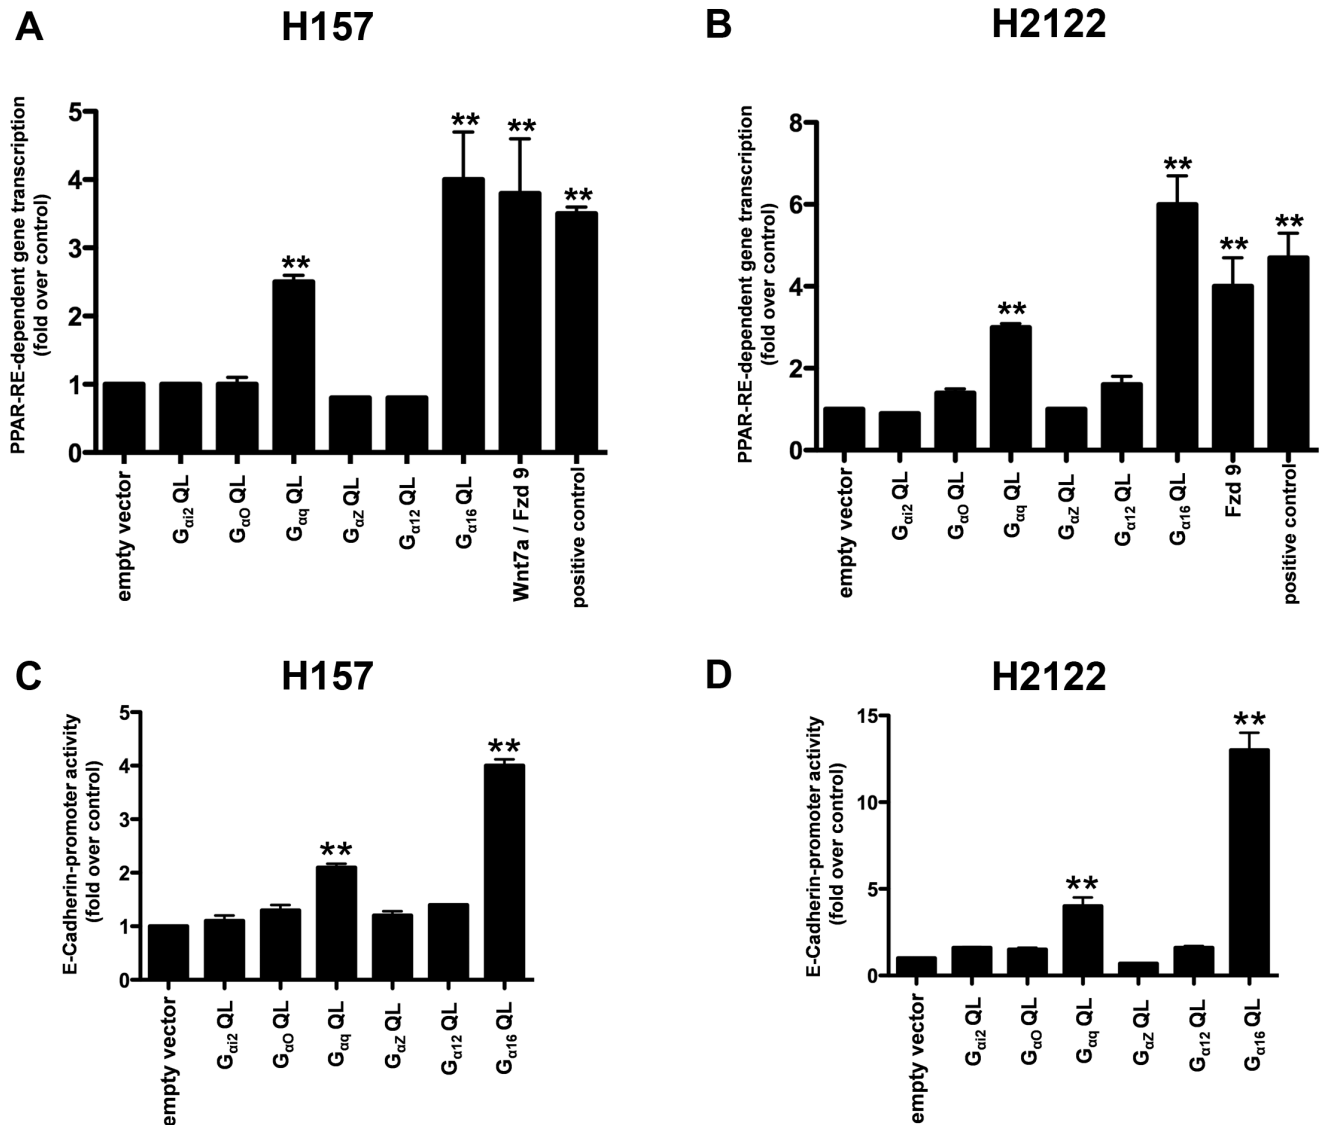 A
H157
PPAR-RE-dependent gene transcription
(fold over control)
5
4
3
2
1
0
**
**
**
**
empty vector
Gαi2 QL
GαO QL
Gαq QL
GαZ QL
Gα12 QL
Gα16 QL
Wnt7a / Fzd 9
positive control
B
H2122
PPAR-RE-dependent gene transcription
(fold over control)
8
6
4
2
0
**
**
**
**
empty vector
Gαi2 QL
GαO QL
Gαq QL
GαZ QL
Gα12 QL
Gα16 QL
Fzd 9
positive control
C
H157
E-Cadherin-promoter activity
(fold over control)
5
4
3
2
1
0
**
**
empty vector
Gαi2 QL
GαO QL
Gαq QL
GαZ QL
Gα12 QL
Gα16 QL
D
H2122
E-Cadherin-promoter activity
(fold over control)
15
10
5
0
**
**
empty vector
Gαi2 QL
GαO QL
Gαq QL
GαZ QL
Gα12 QL
Gα16 QL